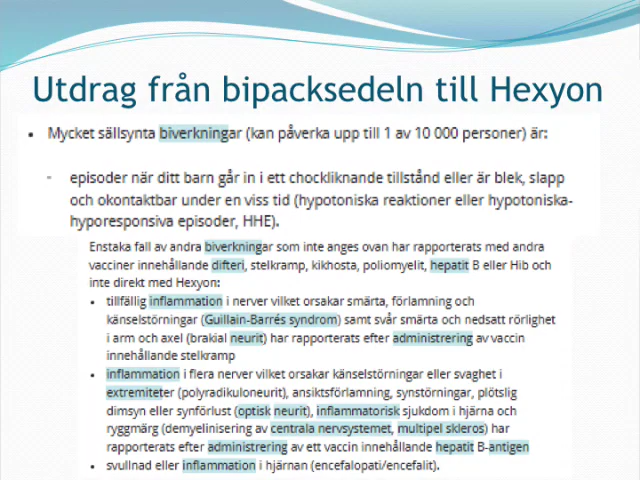 Utdrag från bipacksedeln till Hexyon
• Mycket sällsynta biverkningar (kan påverka upp till 1 av 10 000 personer) är:
- episoder när ditt barn går in i ett chockliknande tillstånd eller är blek, slapp
och okontaktbar under en viss tid (hypotoniska reaktioner eller hypotoniska-
hyporesponsiva episoder, HHE).
Enstaka fall av andra biverkningar som inte anges ovan har rapporterats med andra
vacciner innehållande difteri, stelkramp, kikhosta, poliomyelit, hepatit B eller Hib och
inte direkt med Hexyon:
• tillfällig inflammation i nerver vilket orsakar smärta, förlamning och
känselstörningar (Guillain-Barrés syndrom) samt svår smärta och nedsatt rörlighet
i arm och axel (brakial neurit) har rapporterats efter administrering av vaccin
innehållande stelkramp
• inflammation i flera nerver vilket orsakar känselstörningar eller svaghet i
extremiteter (polyradikuloneurit), ansiktsförlamning, synstörningar, plötslig
dimsyn eller synförlust (optisk neurit), inflammatorisk sjukdom i hjärna och
ryggmärg (demyelinisering av centrala nervsystemet, multipel skleros) har
rapporterats efter administrering av ett vaccin innehållande hepatit B-antigen
• svullnad eller inflammation i hjärnan (encefalopati/encefalit).